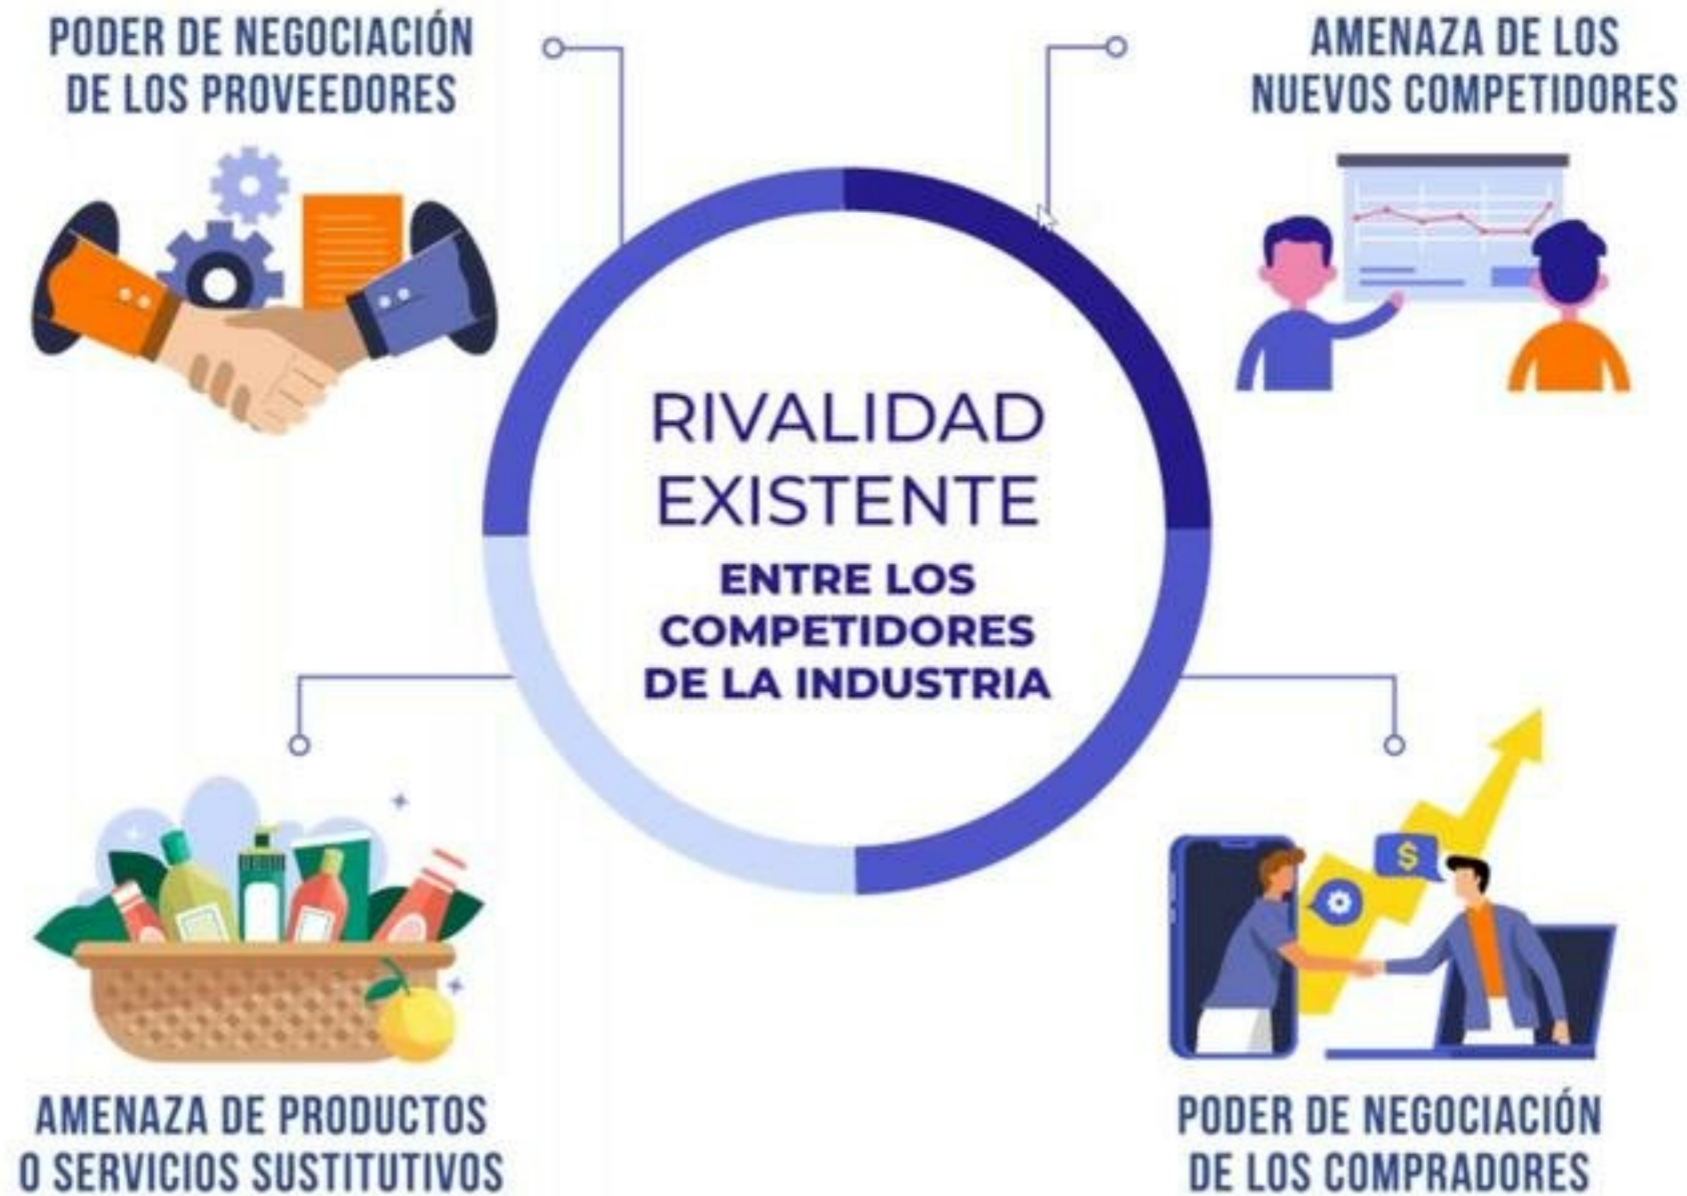 PODER DE NEGOCIACIÓN
DE LOS PROVEEDORES
AMENAZA DE LOS
NUEVOS COMPETIDORES
RIVALIDAD
EXISTENTE
ENTRE LOS
COMPETIDORES
DE LA INDUSTRIA
$
AMENAZA DE PRODUCTOS
O SERVICIOS SUSTITUTIVOS
PODER DE NEGOCIACIÓN
DE LOS COMPRADORES